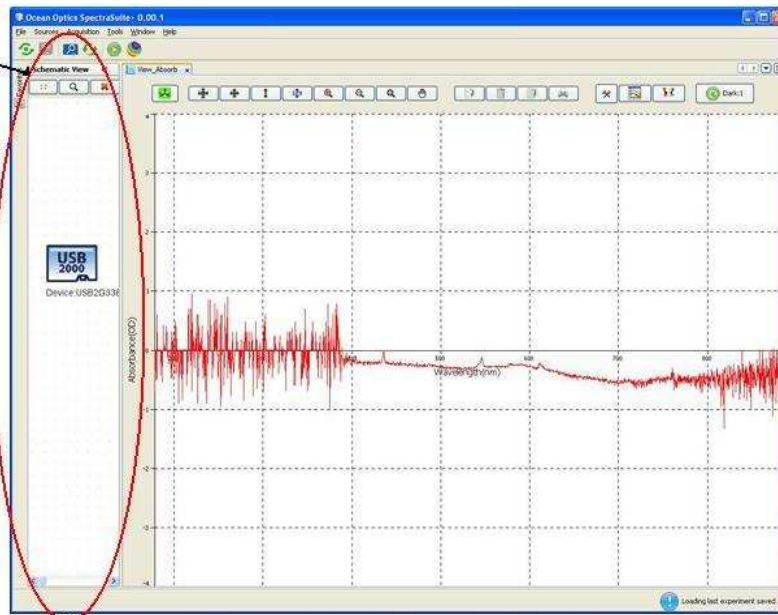 Ocean Optics SpectraSuite- 0.00.1
File Sources Acquisition Tools Window Help
Schematic View
View_Absorb x
Dark:1
4
3
2
1
0
-1
-2
-3
-4
Absorbance(OD)
500 600 700
Wavelength(nm)
USB
2000
Device:USB2G338
Loading last experiment saved